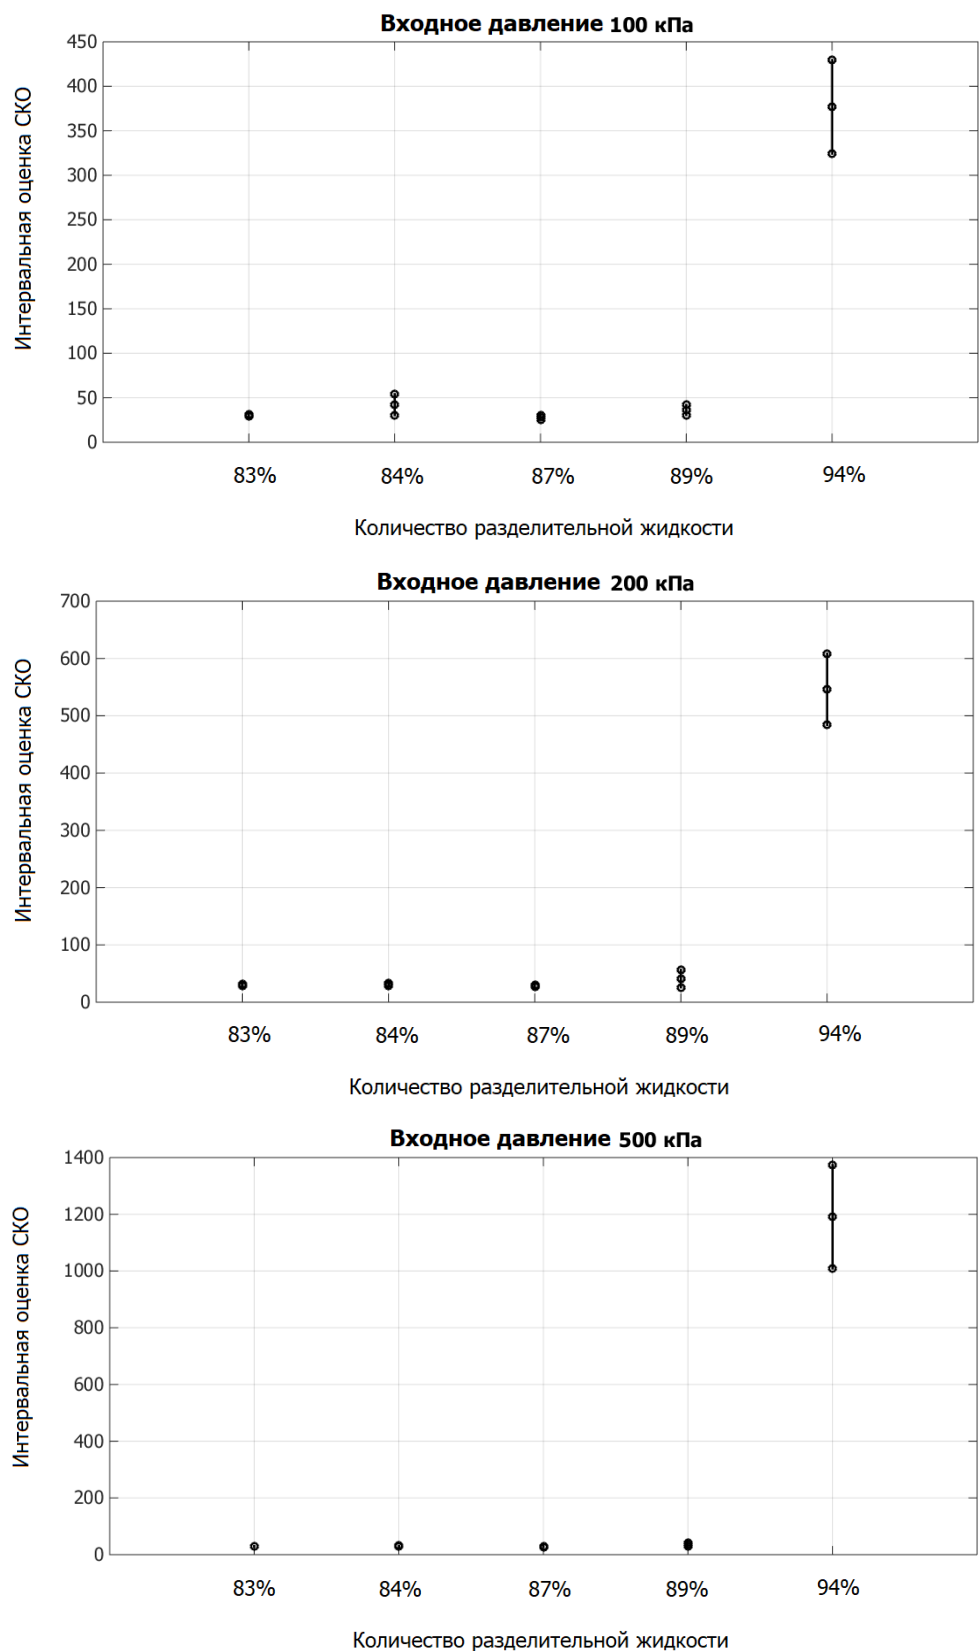 Входное давление 100 кПа
Интервальная оценка СКО
450
400
350
300
250
200
150
100
50
0
83% 84% 87% 89% 94%
Количество разделительной жидкости
Входное давление 200 кПа
Интервальная оценка СКО
700
600
500
400
300
200
100
0
83% 84% 87% 89% 94%
Количество разделительной жидкости
Входное давление 500 кПа
Интервальная оценка СКО
1400
1200
1000
800
600
400
200
0
83% 84% 87% 89% 94%
Количество разделительной жидкости